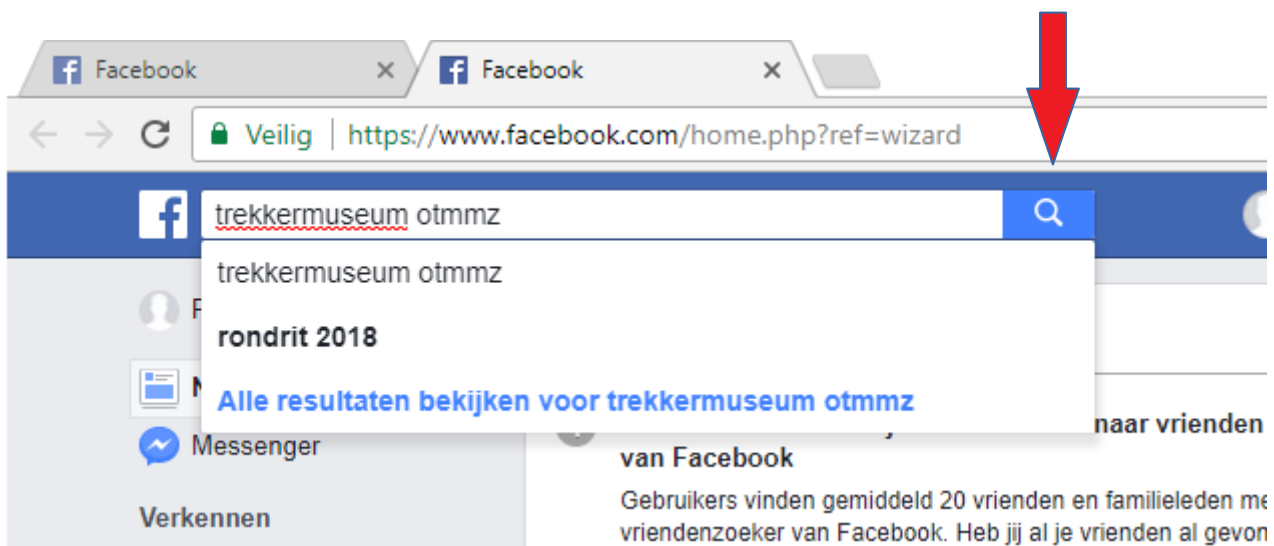 Facebook
Facebook
Veilig | https://www.facebook.com/home.php?ref=wizard
trekkermuseum otmmz
trekkermuseum otmmz
rondrit 2018
Alle resultaten bekijken voor trekkermuseum otmmz
Messenger
Verkennen
naar vrienden
van Facebook
Gebruikers vinden gemiddeld 20 vrienden en familieleden
vriendenzoeker van Facebook. Heb jij al je vrienden al